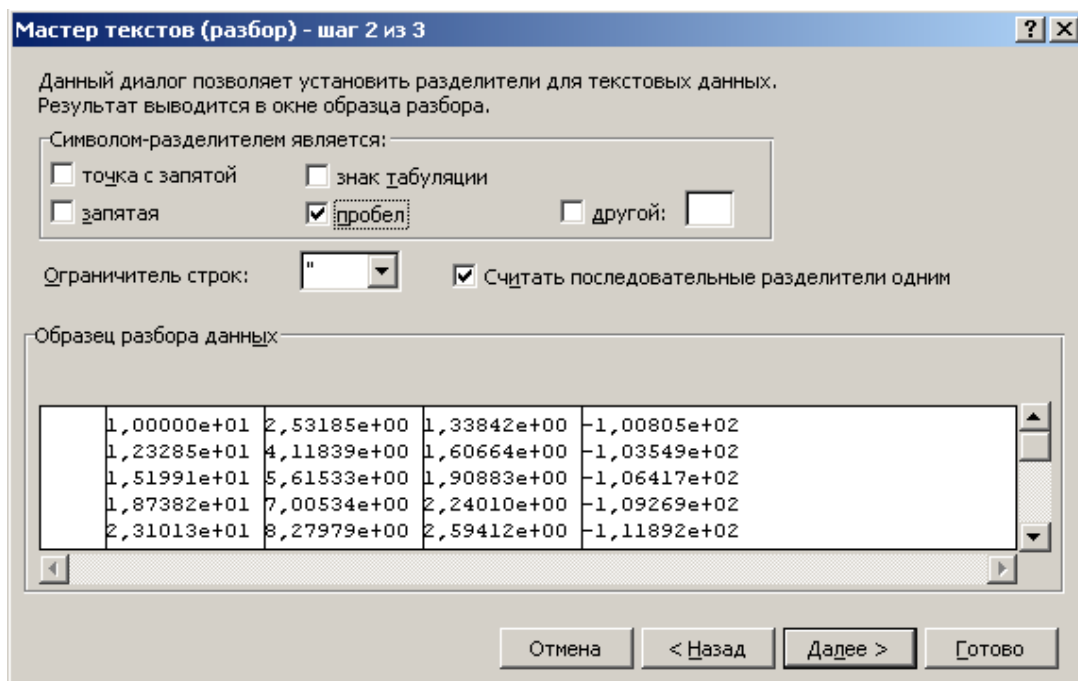 Мастер текстов (разбор) - шаг 2 из 3
Данный диалог позволяет установить разделители для текстовых данных.
Результат выводится в окне образца разбора.
Символом-разделителем является:
точка с запятой знак табуляции
запятая пробел другой:
Ограничитель строк: " Считать последовательные разделители одним
Образец разбора данных
1,00000e+01 2,53185e+00 1,33842e+00 -1,00805e+02
1,23285e+01 4,11839e+00 1,60664e+00 -1,03549e+02
1,51991e+01 5,61533e+00 1,90883e+00 -1,06417e+02
1,87382e+01 7,00534e+00 2,24010e+00 -1,09269e+02
2,31013e+01 8,27979e+00 2,59412e+00 -1,11892e+02
Отмена < Назад Далее > Готово